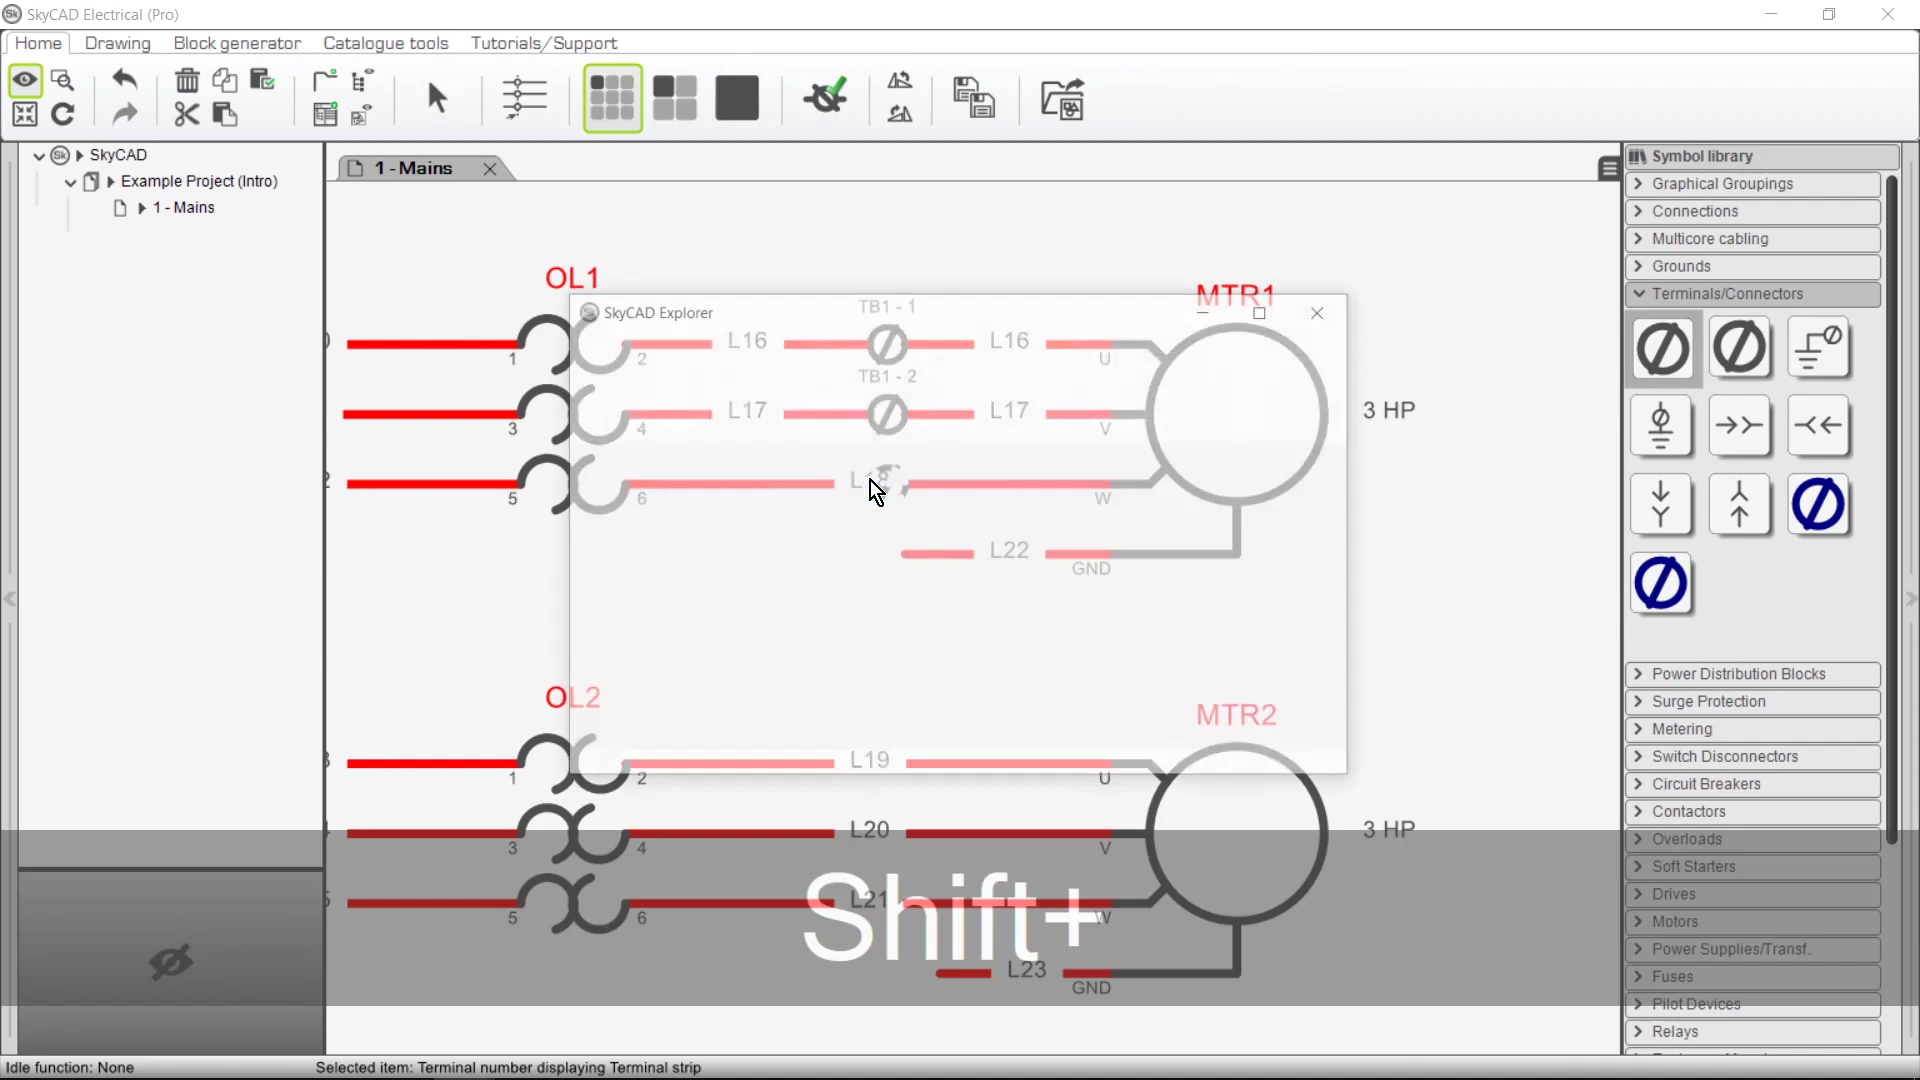 SkyCAD Electrical (Pro)
Home Drawing Block generator Catalogue tools Tutorials/Support
SkyCAD
Example Project (Intro)
1 - Mains
1 - Mains
OL1
MTR1
SkyCAD Explorer
TB1 - 1
1 2 L16 L16 U
TB1 - 2
3 4 L17 L17 V
3 HP
5 6 W
L22
GND
OL2
MTR2
1 2 L19 U
3 4 L20 V
3 HP
5 6 L21 W
L23
GND
Shift+
Symbol library
Graphical Groupings
Connections
Multicore cabling
Grounds
Terminals/Connectors
Power Distribution Blocks
Surge Protection
Metering
Switch Disconnectors
Circuit Breakers
Contactors
Overloads
Soft Starters
Drives
Motors
Power Supplies/Transf.
Fuses
Pilot Devices
Relays
Idle function: None
Selected item: Terminal number displaying Terminal strip